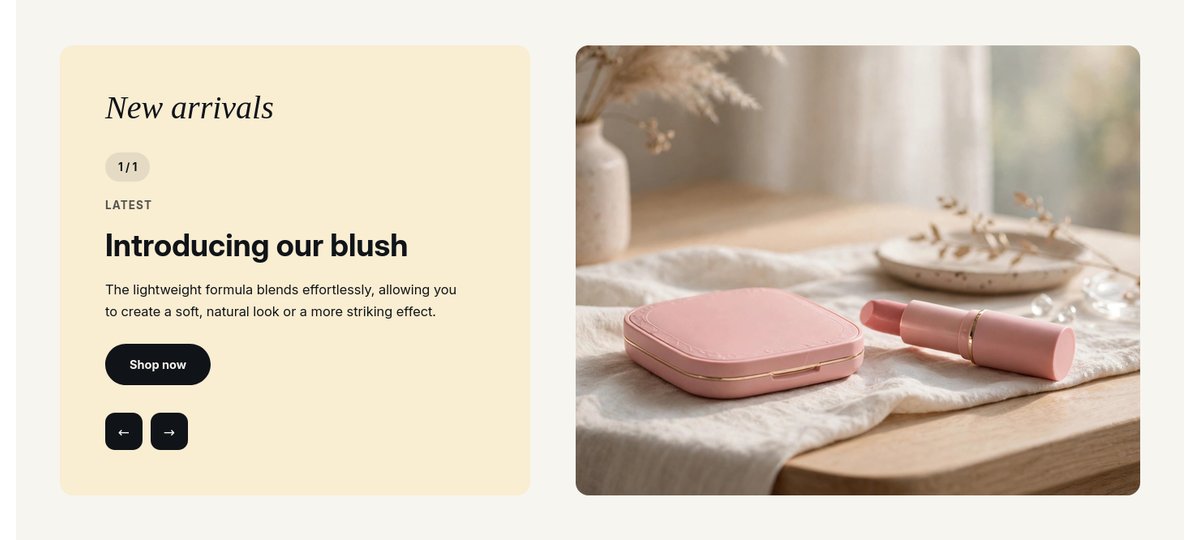 New arrivals
1 / 1
LATEST
Introducing our blush
The lightweight formula blends effortlessly, allowing you
to create a soft, natural look or a more striking effect.
Shop now
← →